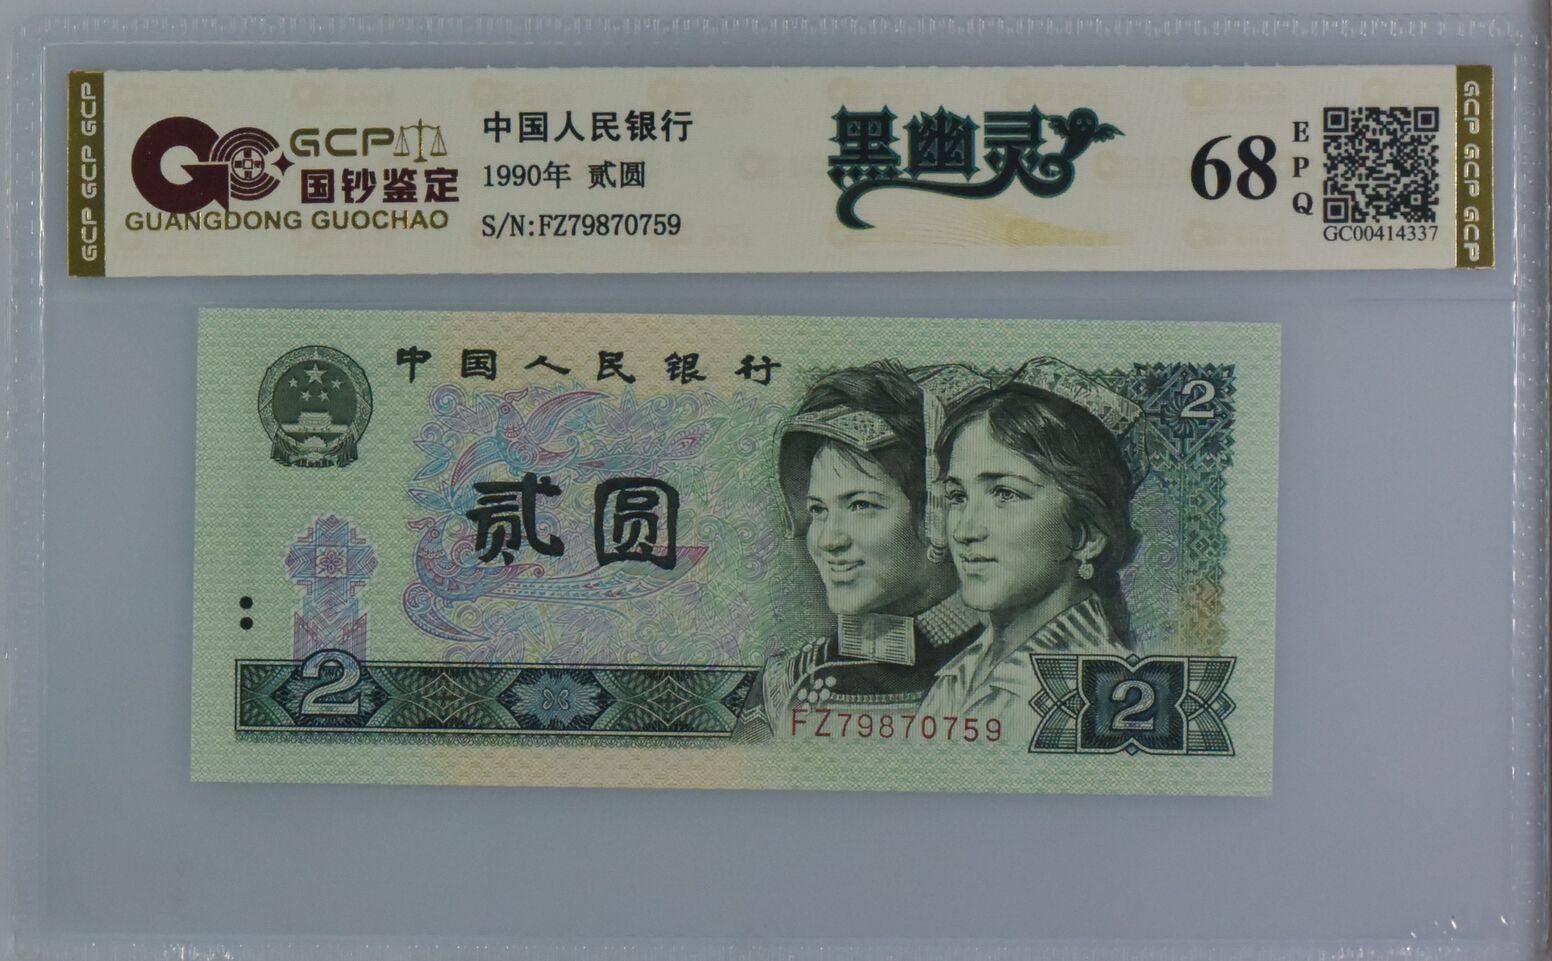 GCP GCP GCP
GCP
国钞鉴定
GUANGDONG GUOCHAO
中国人民银行
1990年 贰圆
S/N:FZ79870759
黑幽灵
68
EPQ
GC00414337
GCP GCP GCP
中国人民银行
2
贰圆
2
2
FZ79870759